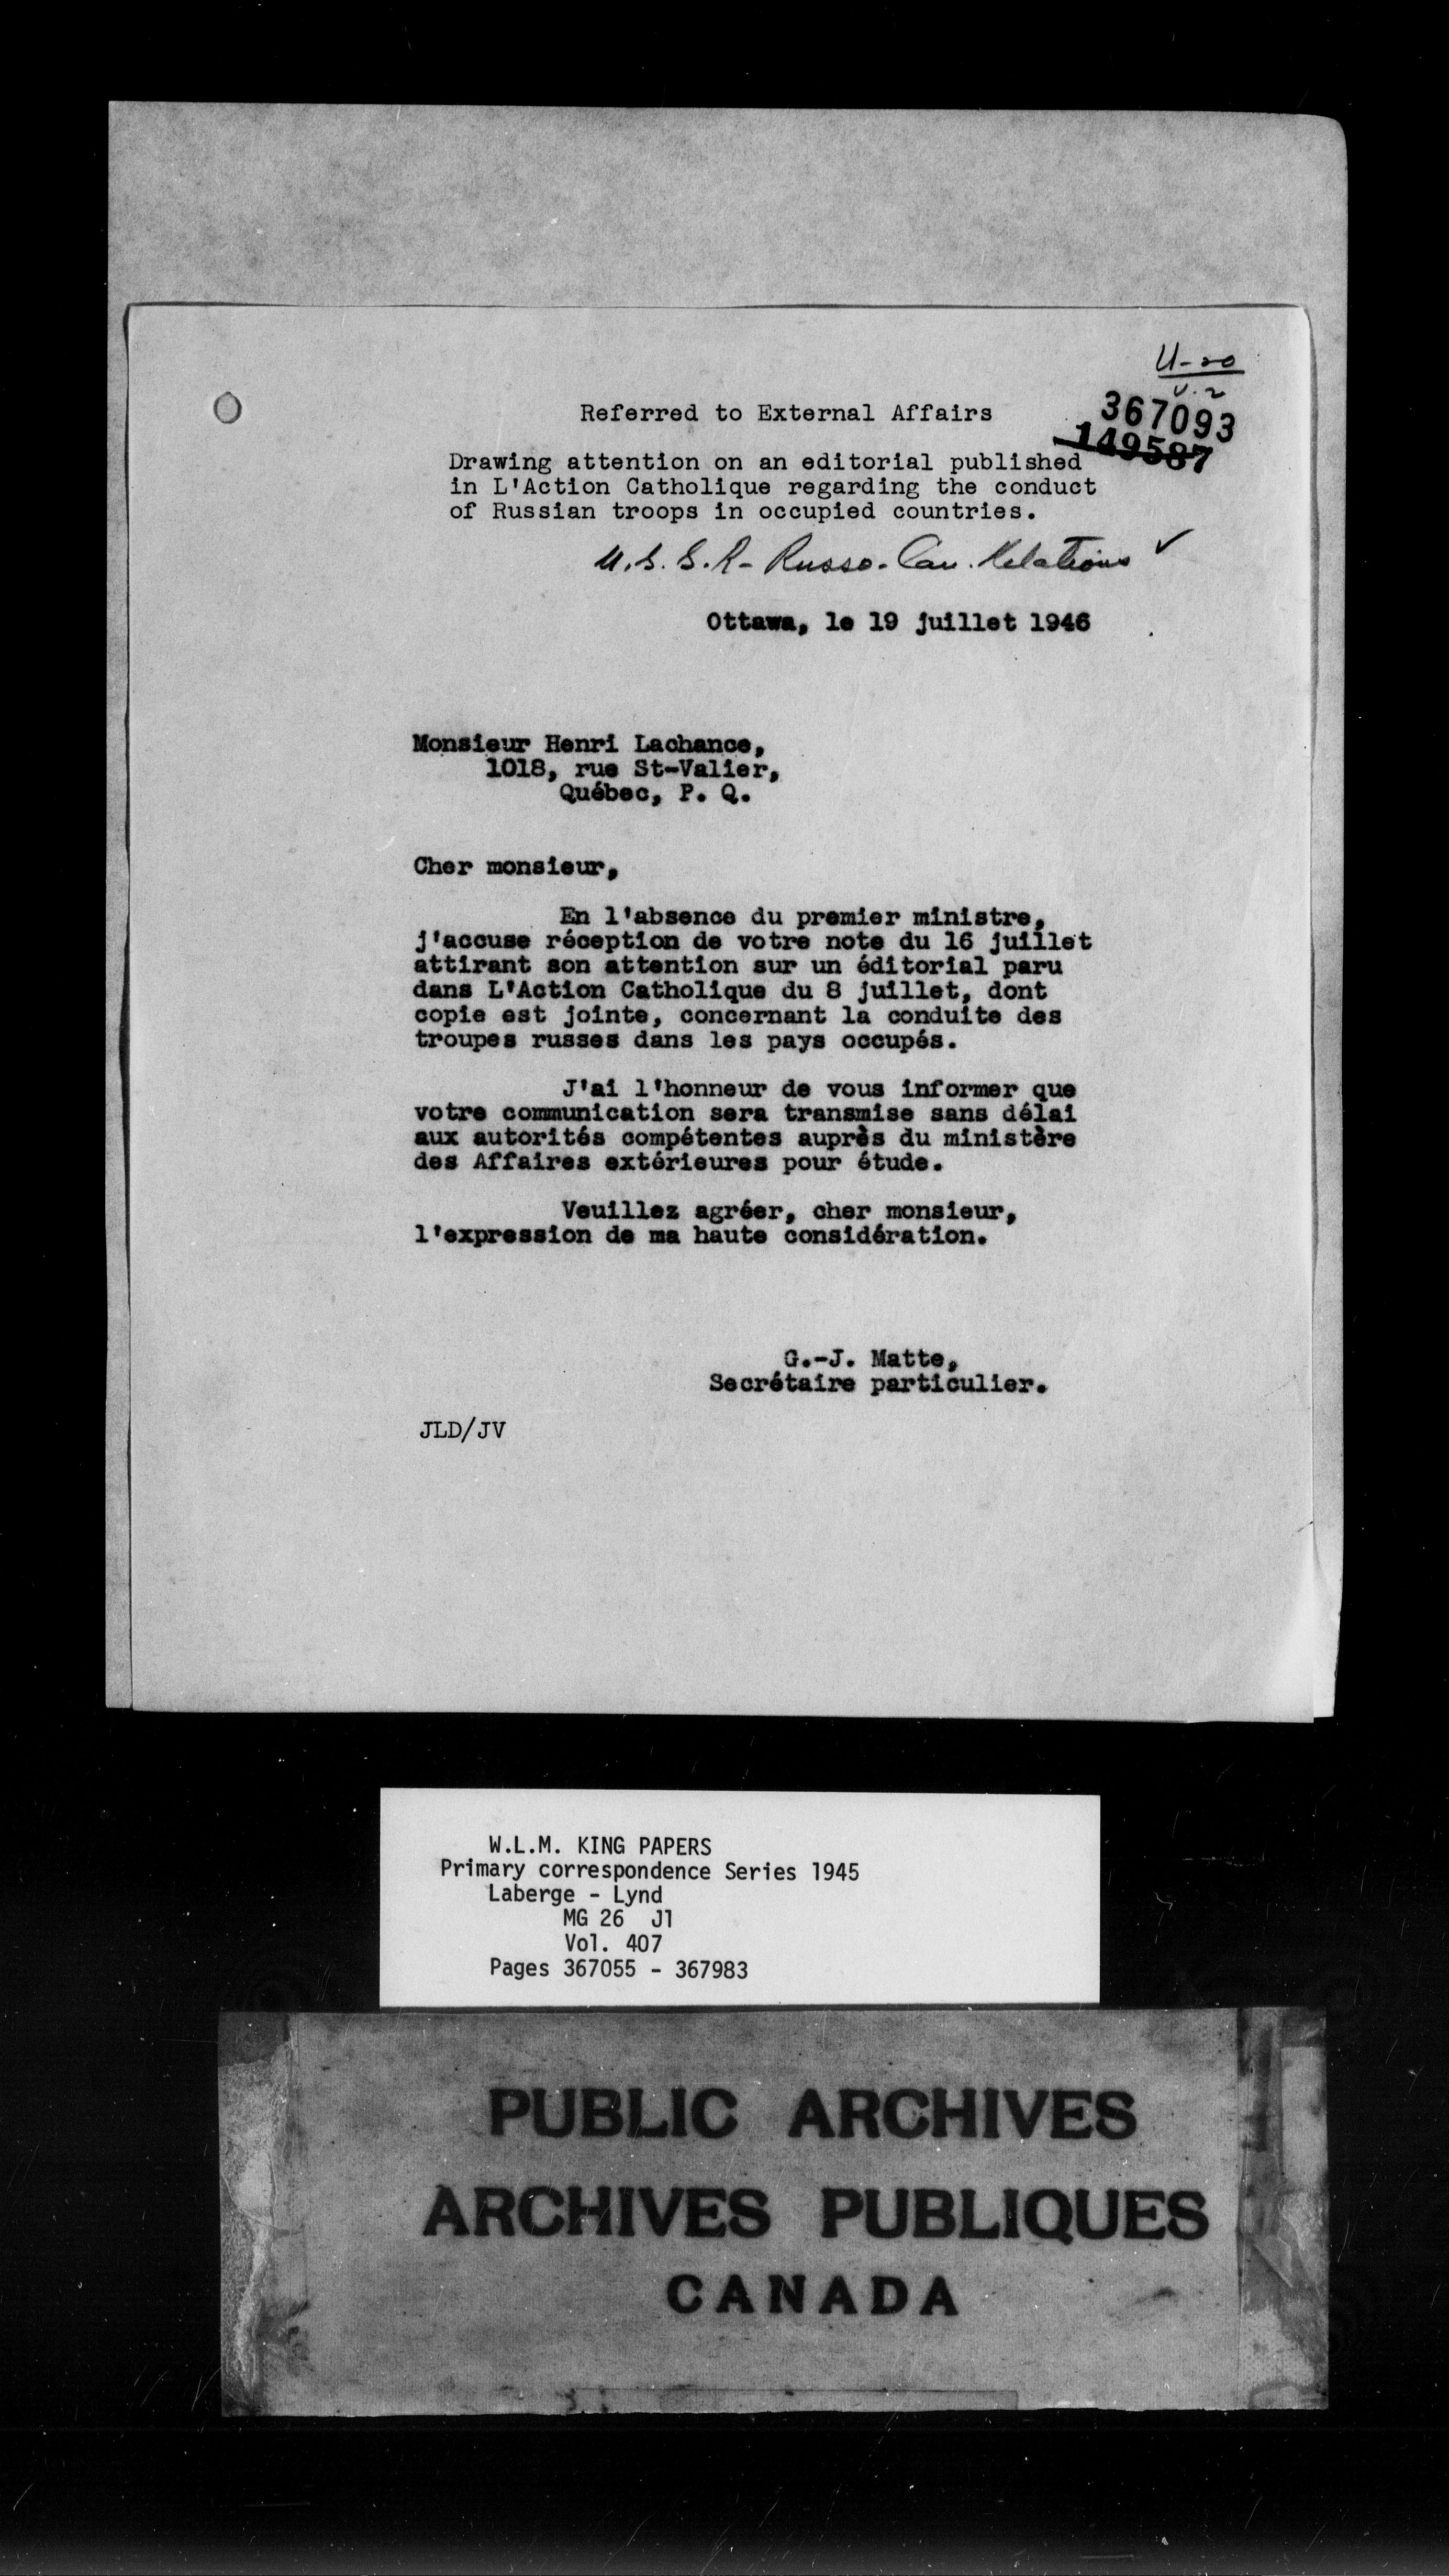 U-20
v. 2
367093
149587
Referred to External Affairs
Drawing attention on an editorial published
in L'Action Catholique regarding the conduct
of Russian troops in occupied countries.
U.S.S.R - Russo-Can. Relations ✓
Ottawa, le 19 juillet 1946
Monsieur Henri Lachance,
1018, rue St-Valier,
Québec, P. Q.
Cher monsieur,
En l'absence du premier ministre,
j'accuse réception de votre note du 16 juillet
attirant son attention sur un éditorial paru
dans L'Action Catholique du 8 juillet, dont
copie est jointe, concernant la conduite des
troupes russes dans les pays occupés.
J'ai l'honneur de vous informer que
votre communication sera transmise sans délai
aux autorités compétentes auprès du ministère
des Affaires extérieures pour étude.
Veuillez agréer, cher monsieur,
l'expression de ma haute considération.
G.-J. Matte,
Secrétaire particulier.
JLD/JV
W.L.M. KING PAPERS
Primary correspondence Series 1945
Laberge - Lynd
MG 26 J1
Vol. 407
Pages 367055 - 367983
PUBLIC ARCHIVES
ARCHIVES PUBLIQUES
CANADA